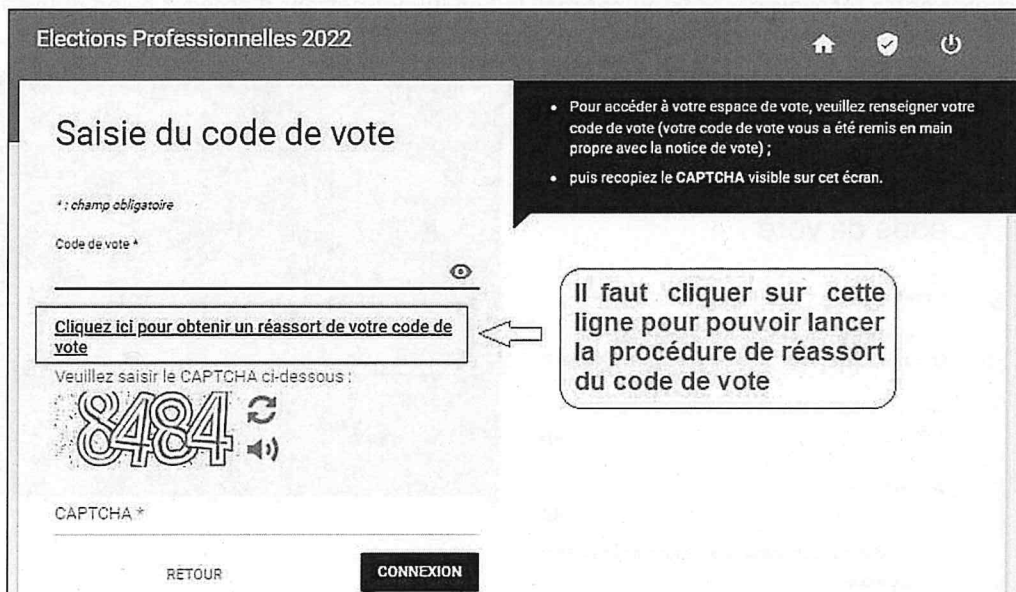 Elections Professionnelles 2022
Saisie du code de vote
* : champ obligatoire
Code de vote *
Cliquez ici pour obtenir un réassort de votre code de
vote
Veuillez saisir le CAPTCHA ci-dessous :
8484
CAPTCHA *
RETOUR
CONNEXION
• Pour accéder à votre espace de vote, veuillez renseigner votre
code de vote (votre code de vote vous a été remis en main
propre avec la notice de vote) ;
• puis recopiez le CAPTCHA visible sur cet écran.
Il faut cliquer sur cette
ligne pour pouvoir lancer
la procédure de réassort
du code de vote